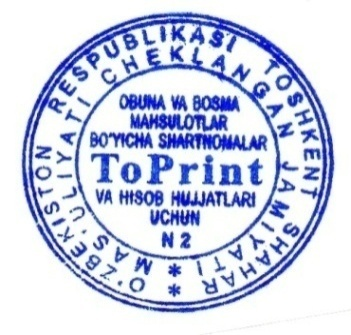 O'ZBEKISTON RESPUBLIKASI TOSHKENT SHAHAR
* MAS'ULIYATI CHEKLANGAN JAMIYATI *
OBUNA VA BOSMA
MAHSULOTLAR
BO'YICHA SHARTNOMALAR
ToPrint
VA HISOB HUJJATLARI
UCHUN
N 2